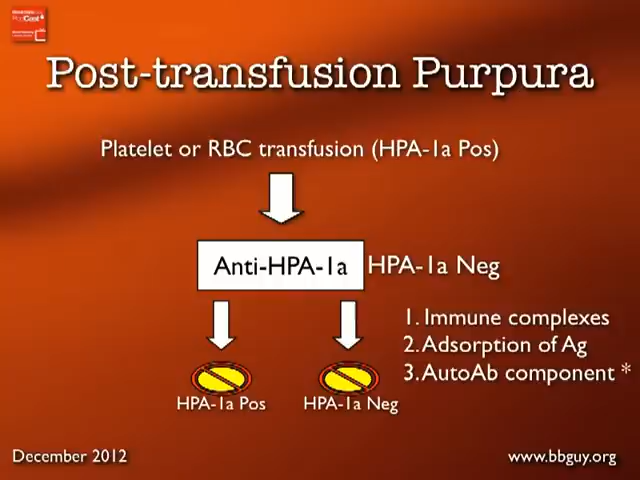 Post-transfusion Purpura
Platelet or RBC transfusion (HPA-1a Pos)
Anti-HPA-1a HPA-1a Neg
1. Immune complexes
2. Adsorption of Ag
3. AutoAb component *
HPA-1a Pos HPA-1a Neg
December 2012 www.bbguy.org